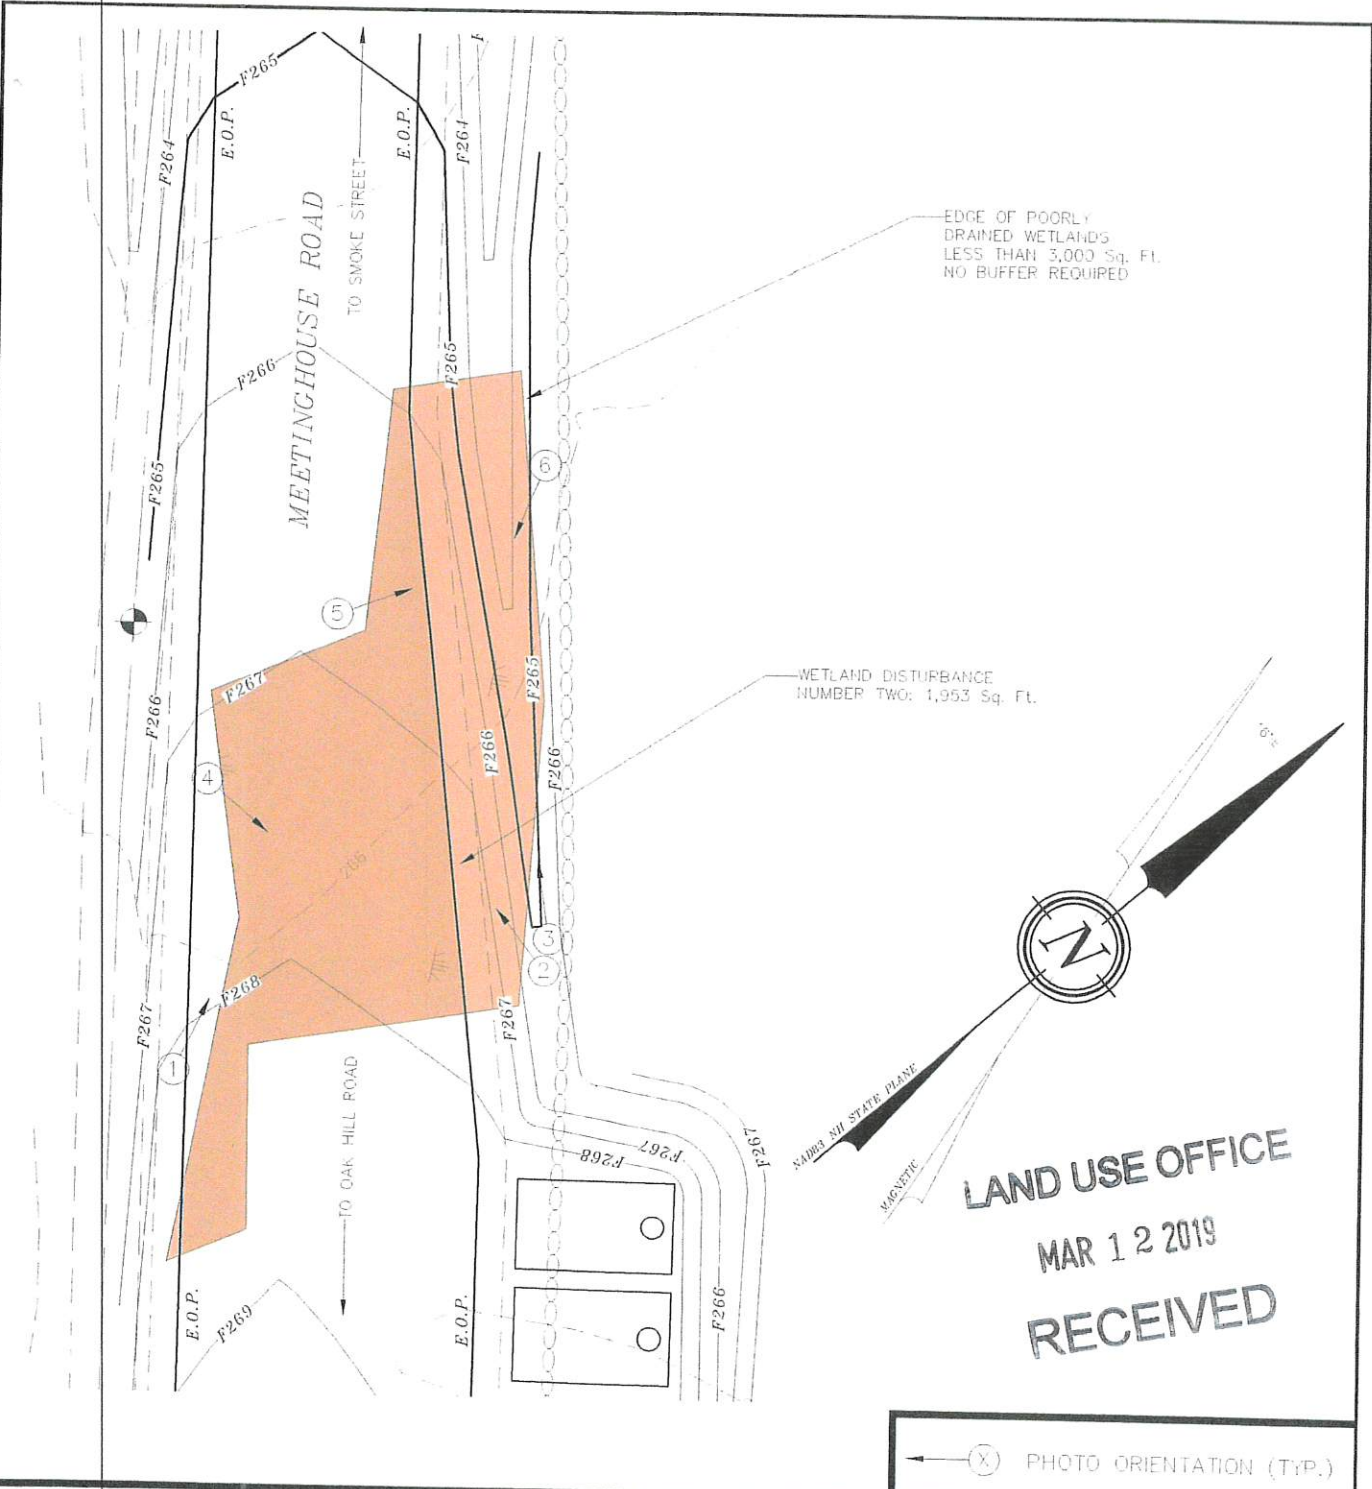 F265
E.O.P.
E.O.P.
F264
F264
MEETINGHOUSE ROAD
TO SMOKE STREET
EDGE OF POORLY
DRAINED WETLANDS
LESS THAN 3,000 Sq. Ft.
NO BUFFER REQUIRED
F266
F265
F265
6
5
F267
F265
WETLAND DISTURBANCE
NUMBER TWO: 1,953 Sq. Ft.
F266
F266
F266
4
266
3
2
F268
F267
F267
1
N
NAD83 NH STATE PLANE
MAGNETIC
TO OAK HILL ROAD
F268
F267
F267
F266
E.O.P.
F269
E.O.P.
LAND USE OFFICE
MAR 12 2019
RECEIVED
X PHOTO ORIENTATION (TYP.)